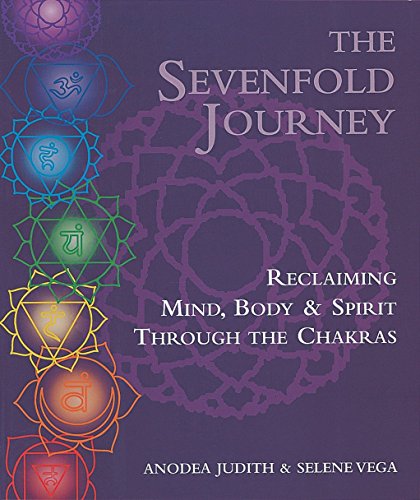 THE
SEVENFOLD
JOURNEY
RECLAIMING
MIND, BODY & SPIRIT
THROUGH THE CHAKRAS
ॐ
हं
यं
रं
वं
लं
ANODEA JUDITH & SELENE VEGA